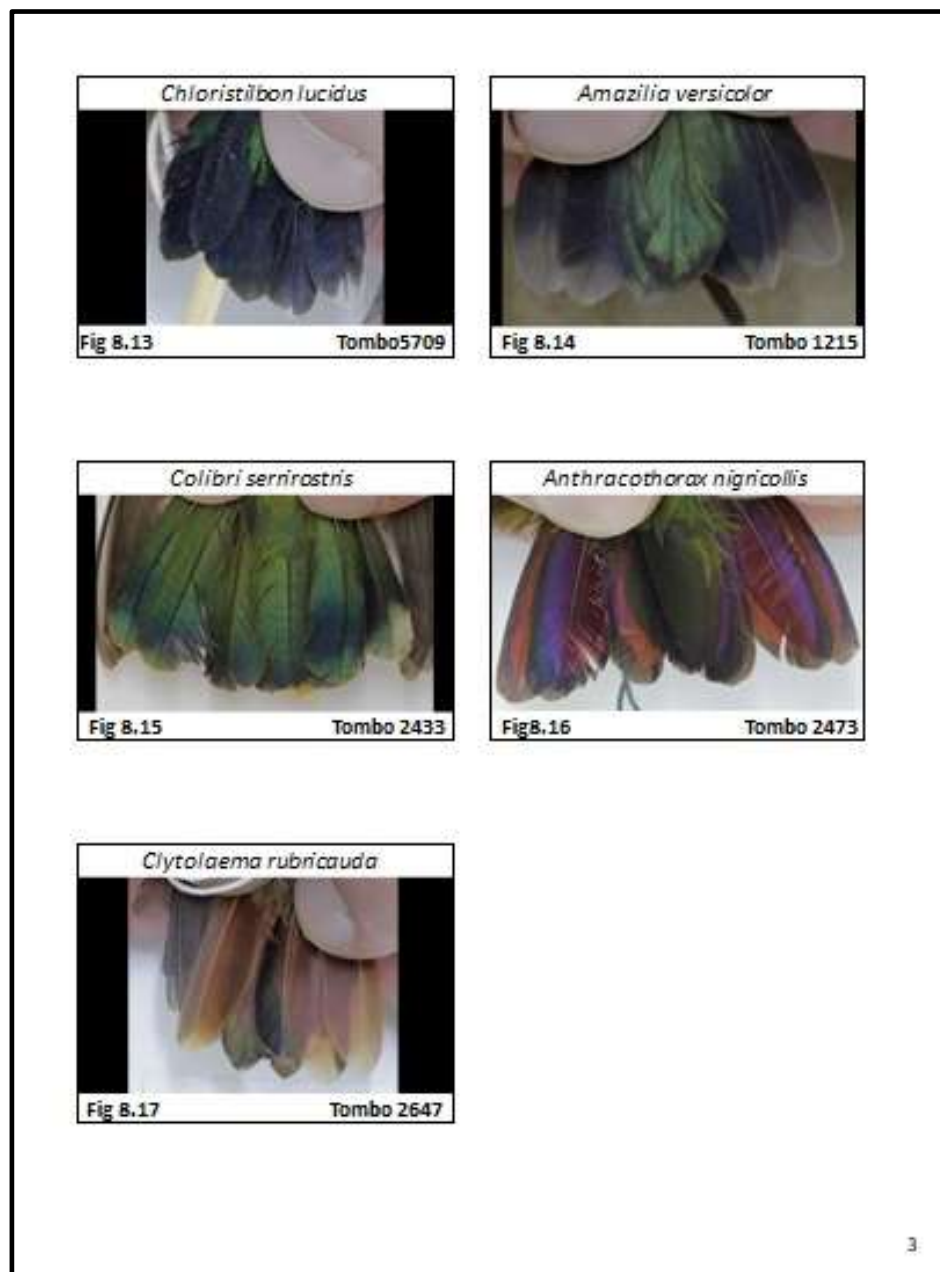 Chloristilbon lucidus
Fig 8.13 Tombo5709
Amazilia versicolor
Fig 8.14 Tombo 1215
Colibri serrirostris
Fig 8.15 Tombo 2433
Anthracothorax nigricollis
Fig8.16 Tombo 2473
Clytolaema rubricauda
Fig 8.17 Tombo 2647
3